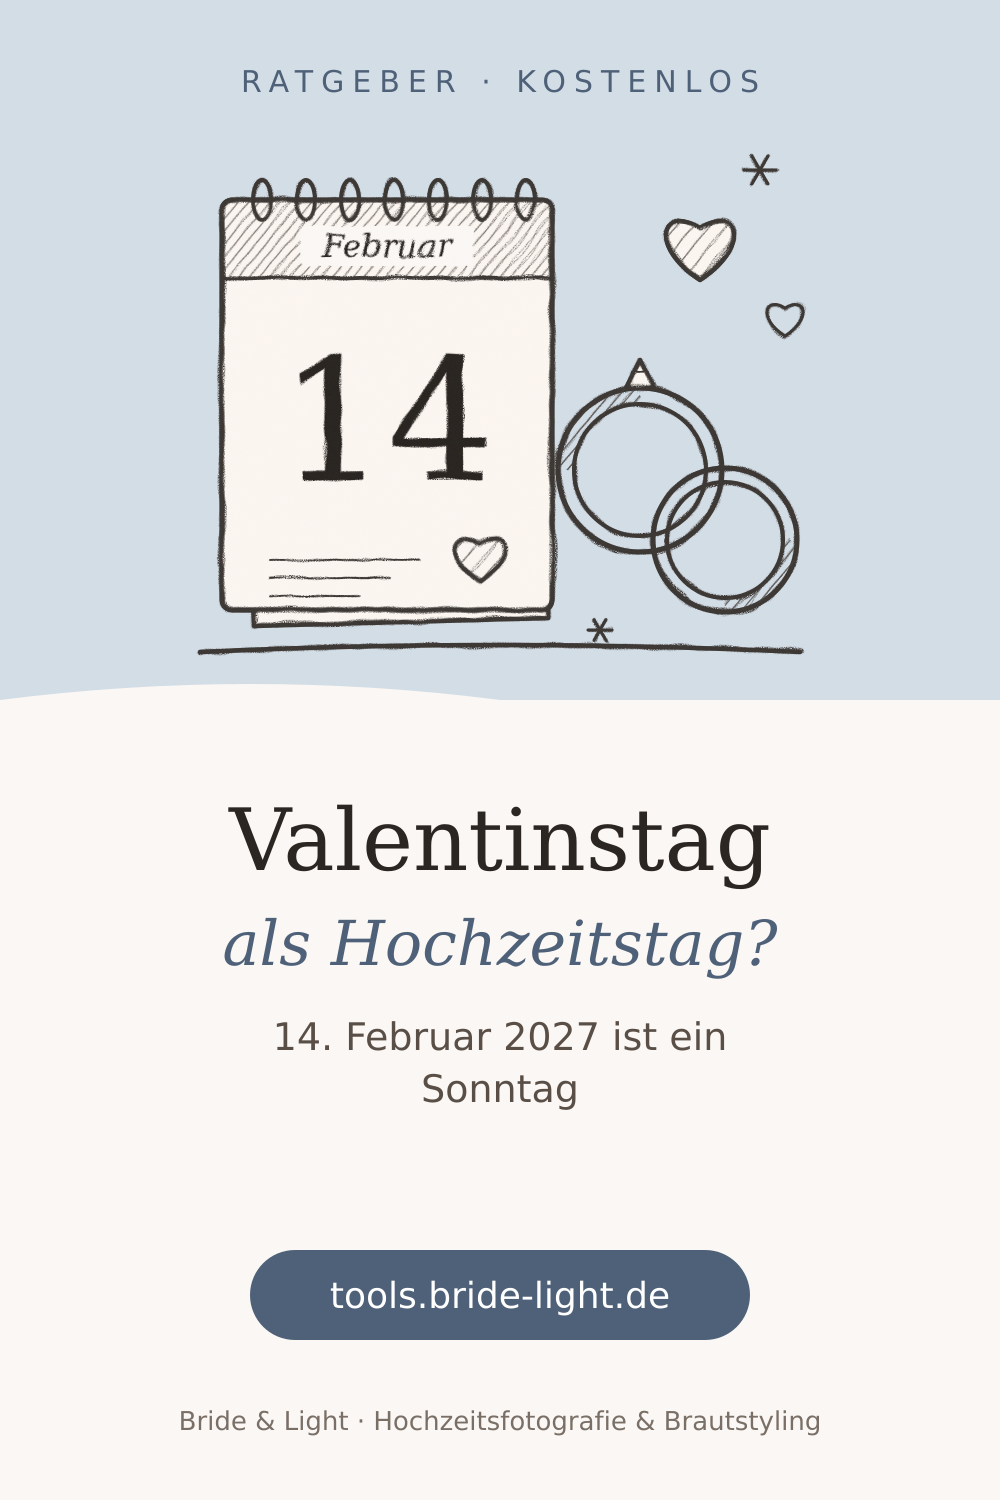 RATGEBER · KOSTENLOS
Februar
14
Valentinstag
als Hochzeitstag?
14. Februar 2027 ist ein
Sonntag
tools.bride-light.de
Bride & Light · Hochzeitsfotografie & Brautstyling